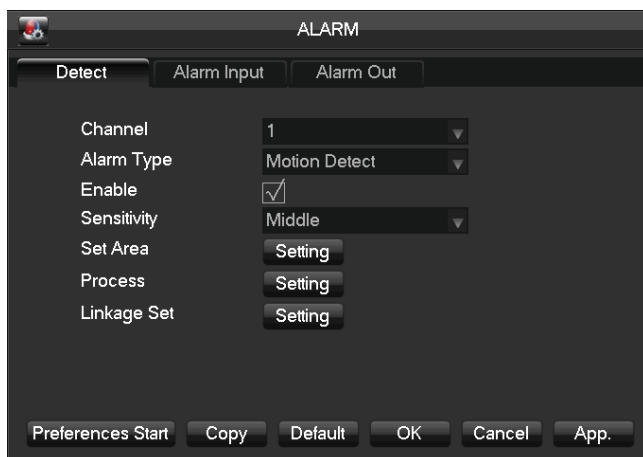 ALARM
Detect Alarm Input Alarm Out
Channel 1
Alarm Type Motion Detect
Enable
Sensitivity Middle
Set Area Setting
Process Setting
Linkage Set Setting
Preferences Start Copy Default OK Cancel App.